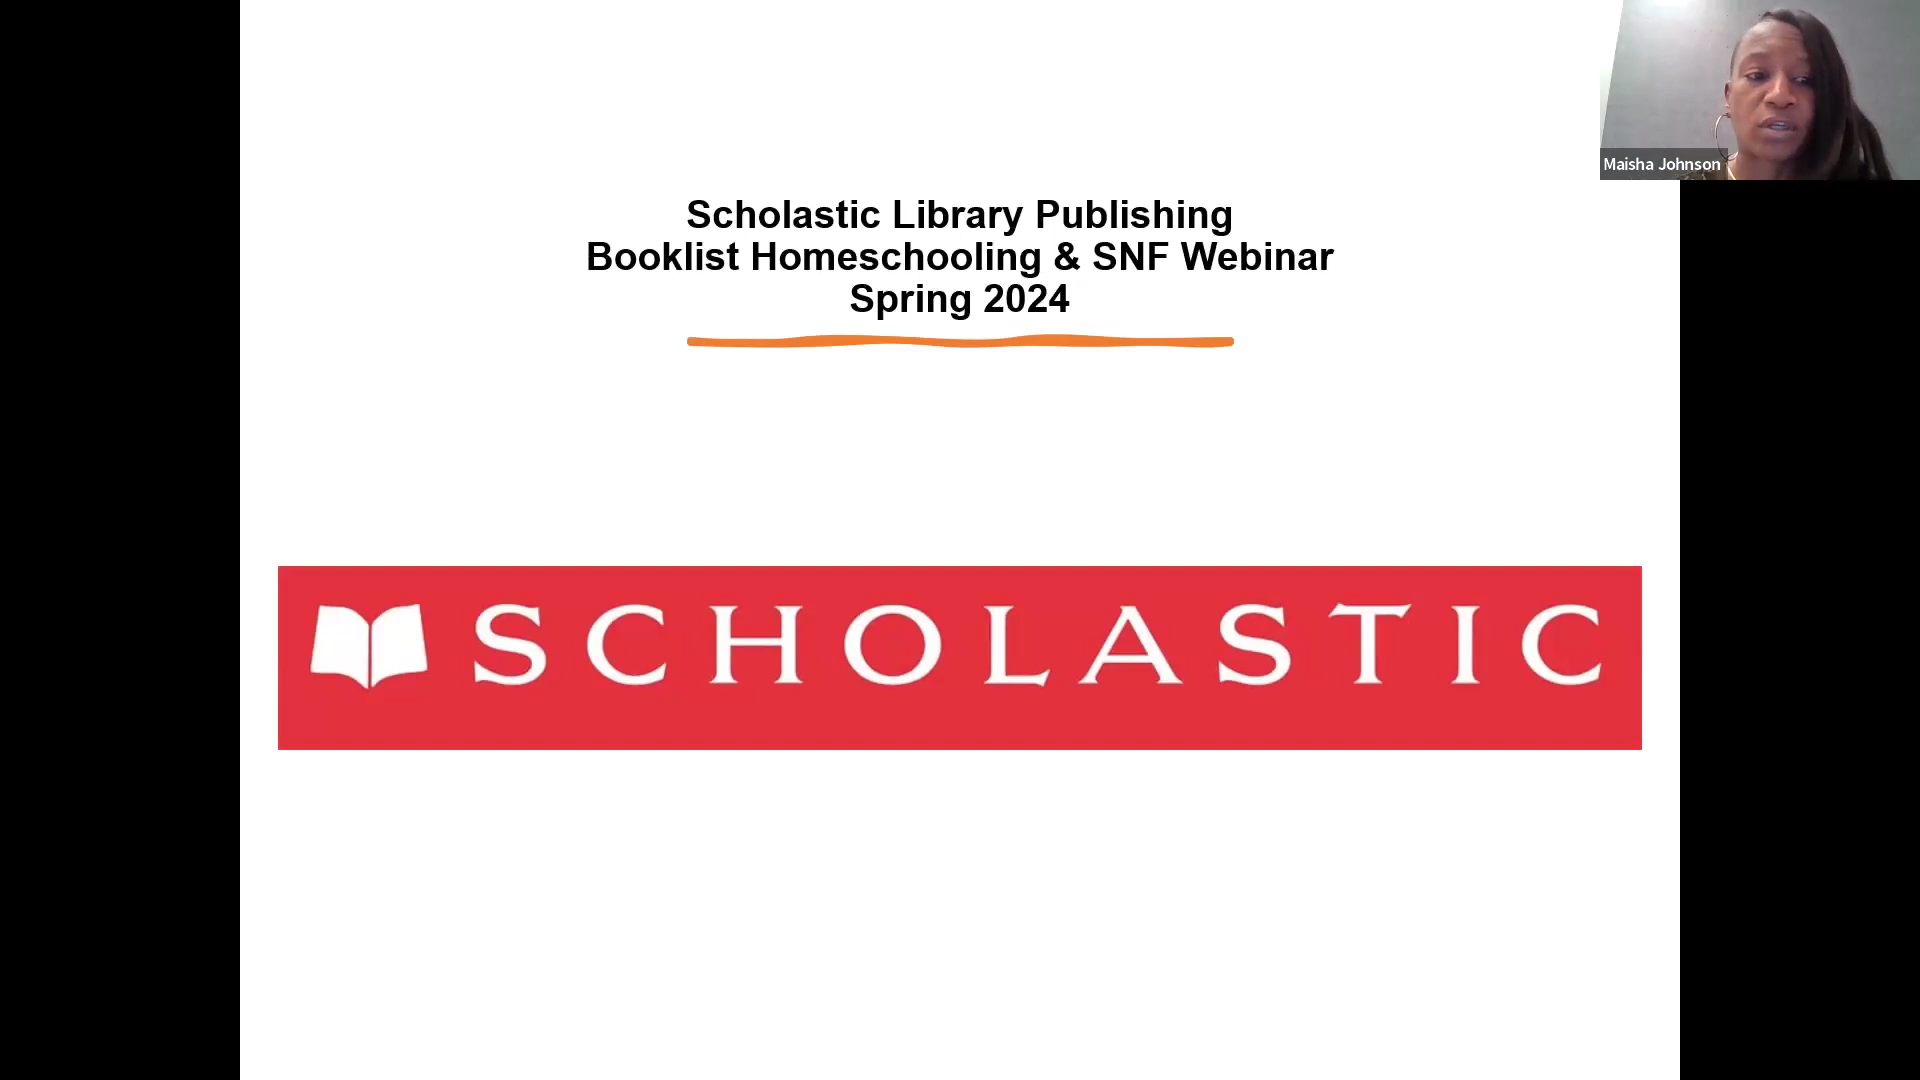 Maisha Johnson
Scholastic Library Publishing
Booklist Homeschooling & SNF Webinar
Spring 2024
SCHOLASTIC